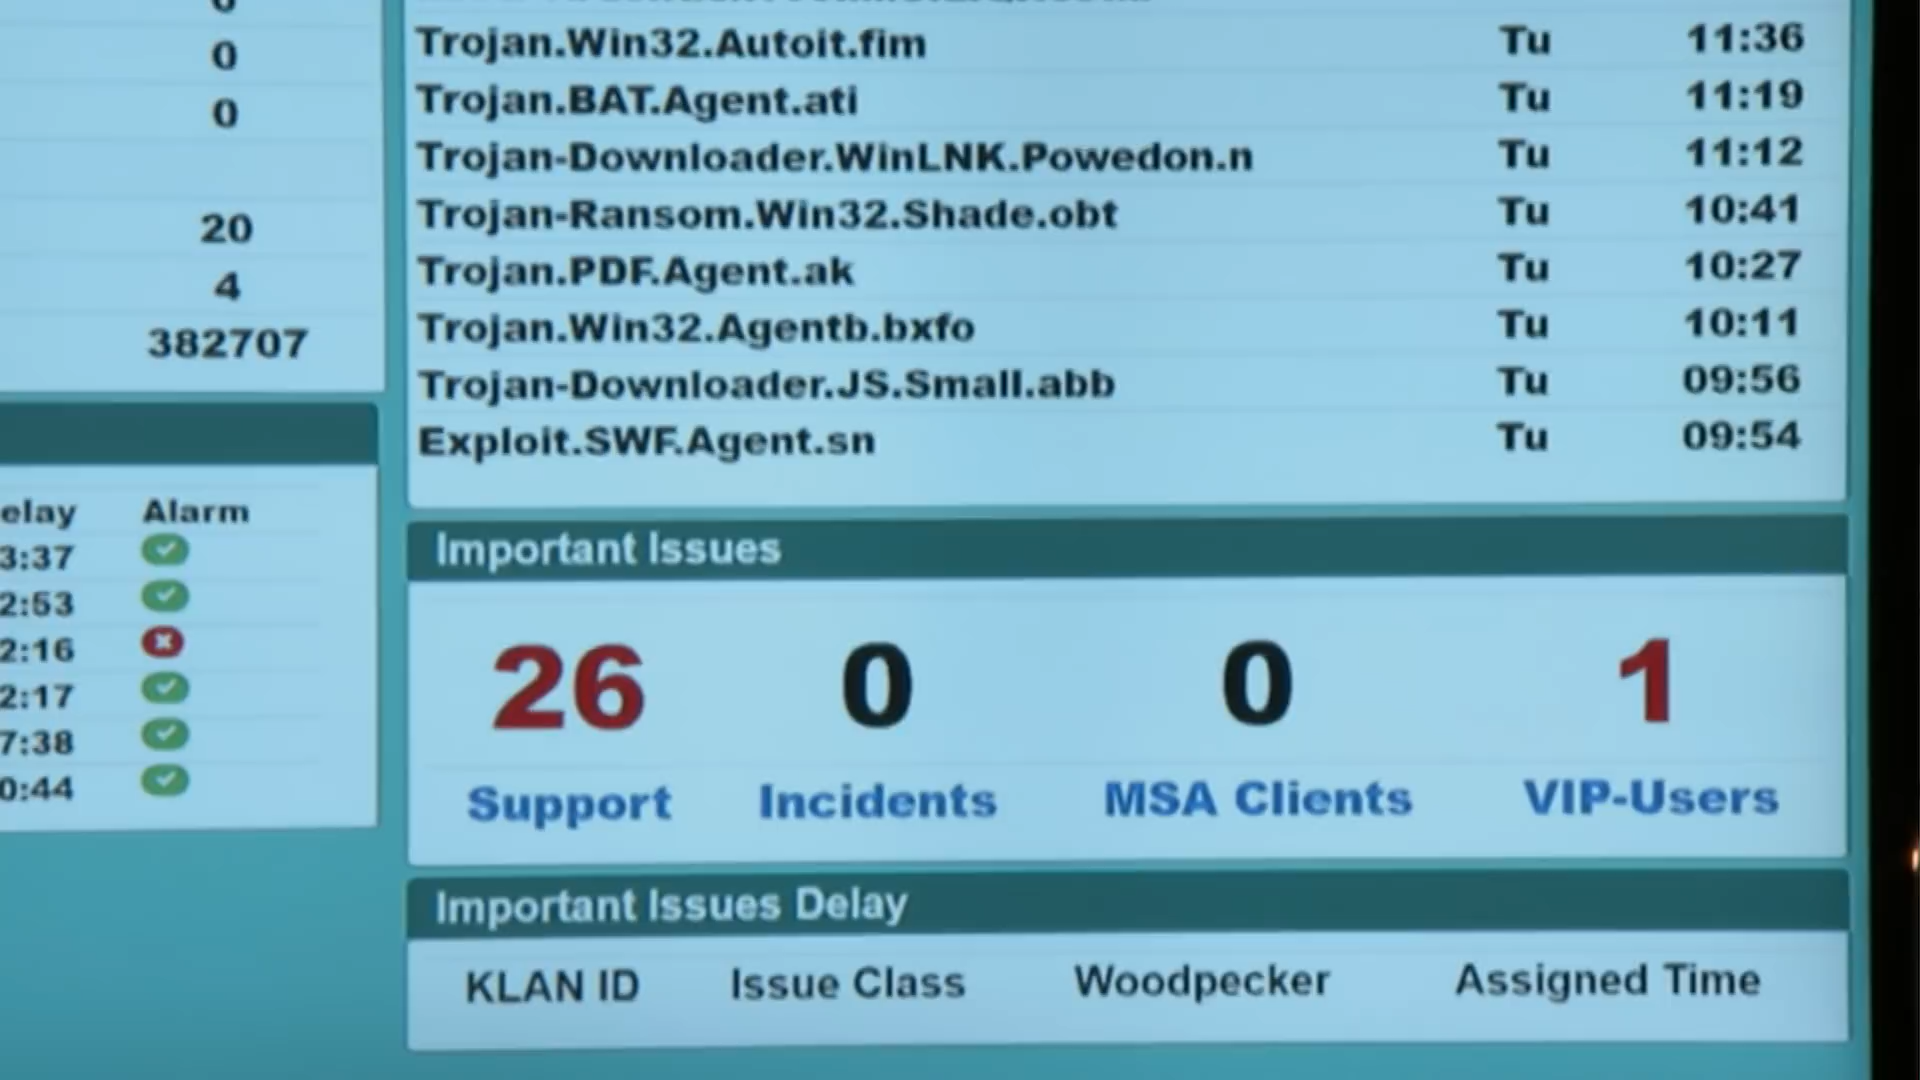 0
0
20
4
382707
Trojan.Win32.Autoit.fim Tu 11:36
Trojan.BAT.Agent.ati Tu 11:19
Trojan-Downloader.WinLNK.Powedon.n Tu 11:12
Trojan-Ransom.Win32.Shade.obt Tu 10:41
Trojan.PDF.Agent.ak Tu 10:27
Trojan.Win32.Agentb.bxfo Tu 10:11
Trojan-Downloader.JS.Small.abb Tu 09:56
Exploit.SWF.Agent.sn Tu 09:54
elay Alarm
3:37
2:53
2:16
2:17
7:38
0:44
Important Issues
26 0 0 1
Support Incidents MSA Clients VIP-Users
Important Issues Delay
KLAN ID Issue Class Woodpecker Assigned Time